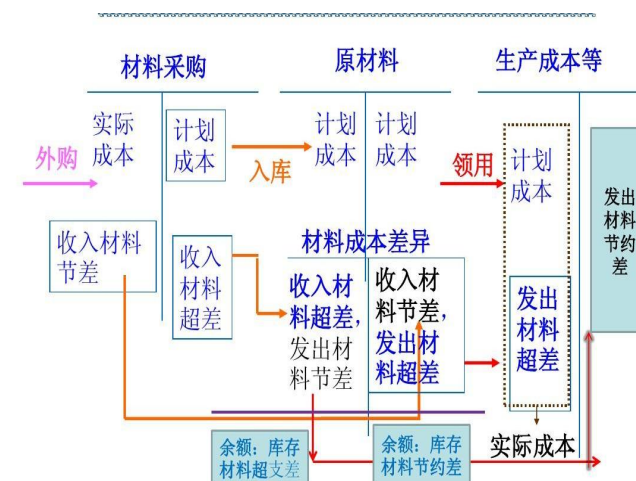 材料采购
原材料
生产成本等
实际
成本
计划
成本
计划
成本
计划
成本
计划
成本
外购
入库
领用
发出
材料
节约
差
收入材料
节差
收入
材料
超差
材料成本差异
收入材
料超差,
发出材
料节差
收入材
料节差,
发出材
料超差
发出
材料
超差
实际成本
余额：库存
材料超支差
余额：库存
材料节约差